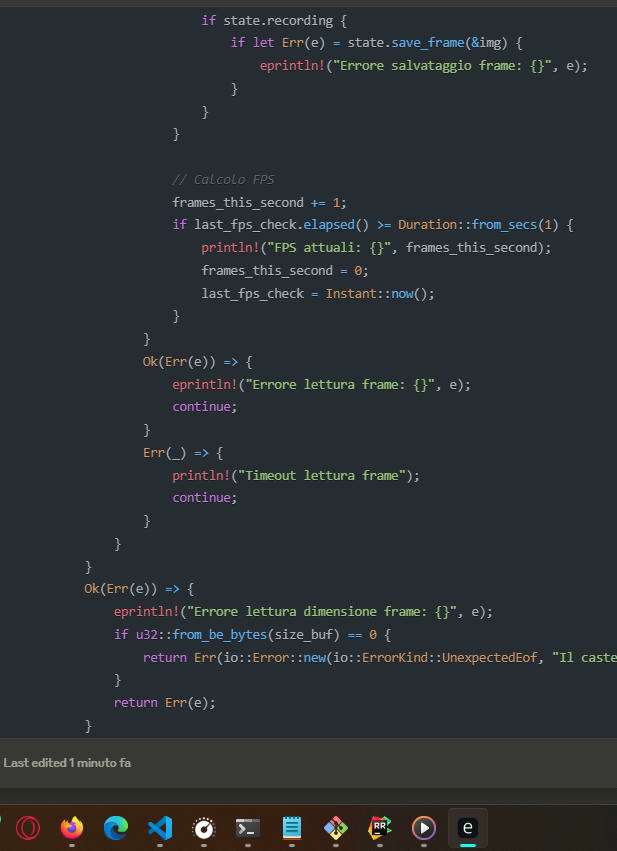 if state.recording {
if let Err(e) = state.save_frame(&img) {
eprintln!("Errore salvataggio frame: {}", e);
}
}
}
// Calcolo FPS
frames_this_second += 1;
if last_fps_check.elapsed() >= Duration::from_secs(1) {
println!("FPS attuali: {}", frames_this_second);
frames_this_second = 0;
last_fps_check = Instant::now();
}
}
Ok(Err(e)) => {
eprintln!("Errore lettura frame: {}", e);
continue;
}
Err(_) => {
println!("Timeout lettura frame");
continue;
}
}
}
Ok(Err(e)) => {
eprintln!("Errore lettura dimensione frame: {}", e);
if u32::from_be_bytes(size_buf) == 0 {
return Err(io::Error::new(io::ErrorKind::UnexpectedEof, "Il caste
}
return Err(e);
}
Last edited 1 minuto fa
RR
e